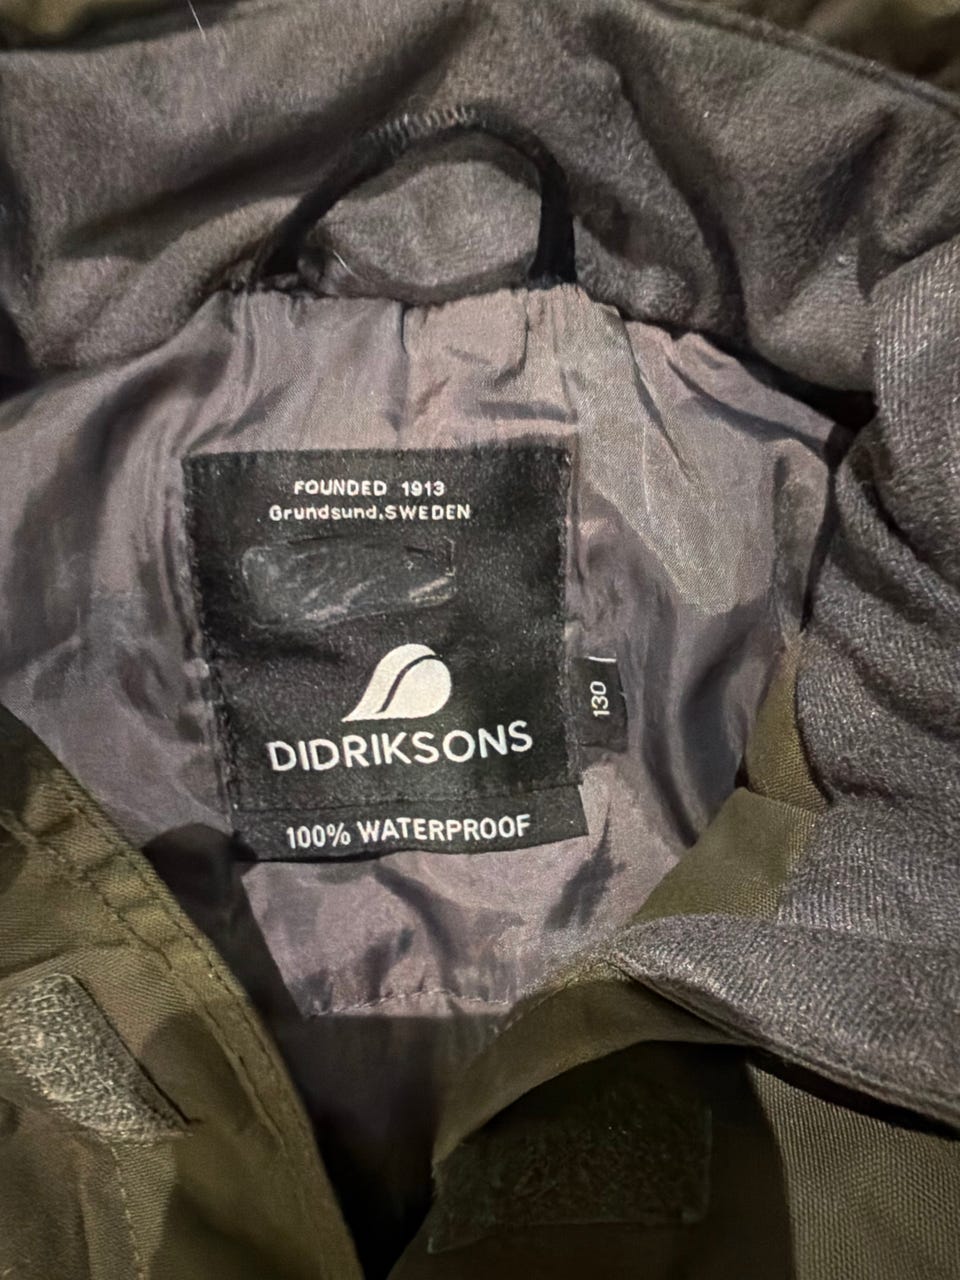 FOUNDED 1913
Grundsund.SWEDEN
DIDRIKSONS
130
100% WATERPROOF